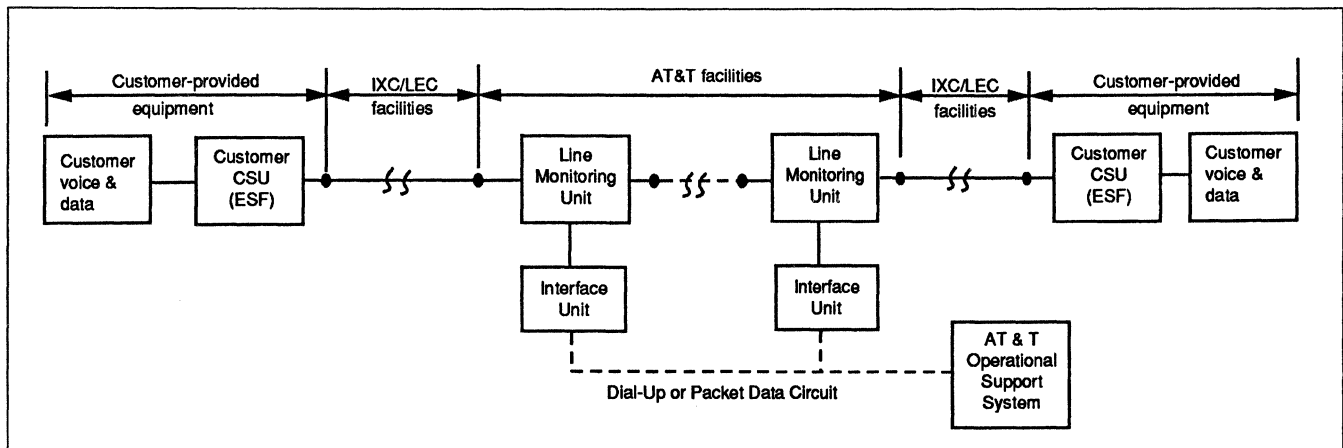 Customer-provided
equipment
IXC/LEC
facilities
AT&T facilities
IXC/LEC
facilities
Customer-provided
equipment
Customer
voice &
data
Customer
CSU
(ESF)
Line
Monitoring
Unit
Line
Monitoring
Unit
Customer
CSU
(ESF)
Customer
voice &
data
Interface
Unit
Interface
Unit
AT & T
Operational
Support
System
Dial-Up or Packet Data Circuit